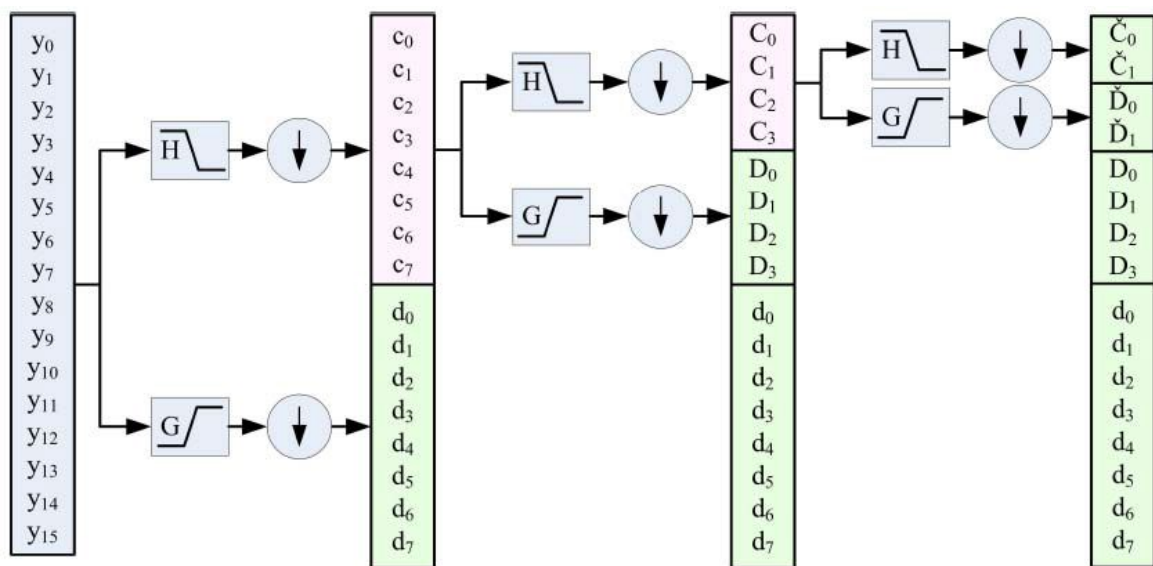 y₀
y₁
y₂
y₃
y₄
y₅
y₆
y₇
y₈
y₉
y₁₀
y₁₁
y₁₂
y₁₃
y₁₄
y₁₅
H
G
c₀
c₁
c₂
c₃
c₄
c₅
c₆
c₇
d₀
d₁
d₂
d₃
d₄
d₅
d₆
d₇
H
G
C₀
C₁
C₂
C₃
D₀
D₁
D₂
D₃
d₀
d₁
d₂
d₃
d₄
d₅
d₆
d₇
H
G
Č₀
Č₁
Ď₀
Ď₁
D₀
D₁
D₂
D₃
d₀
d₁
d₂
d₃
d₄
d₅
d₆
d₇